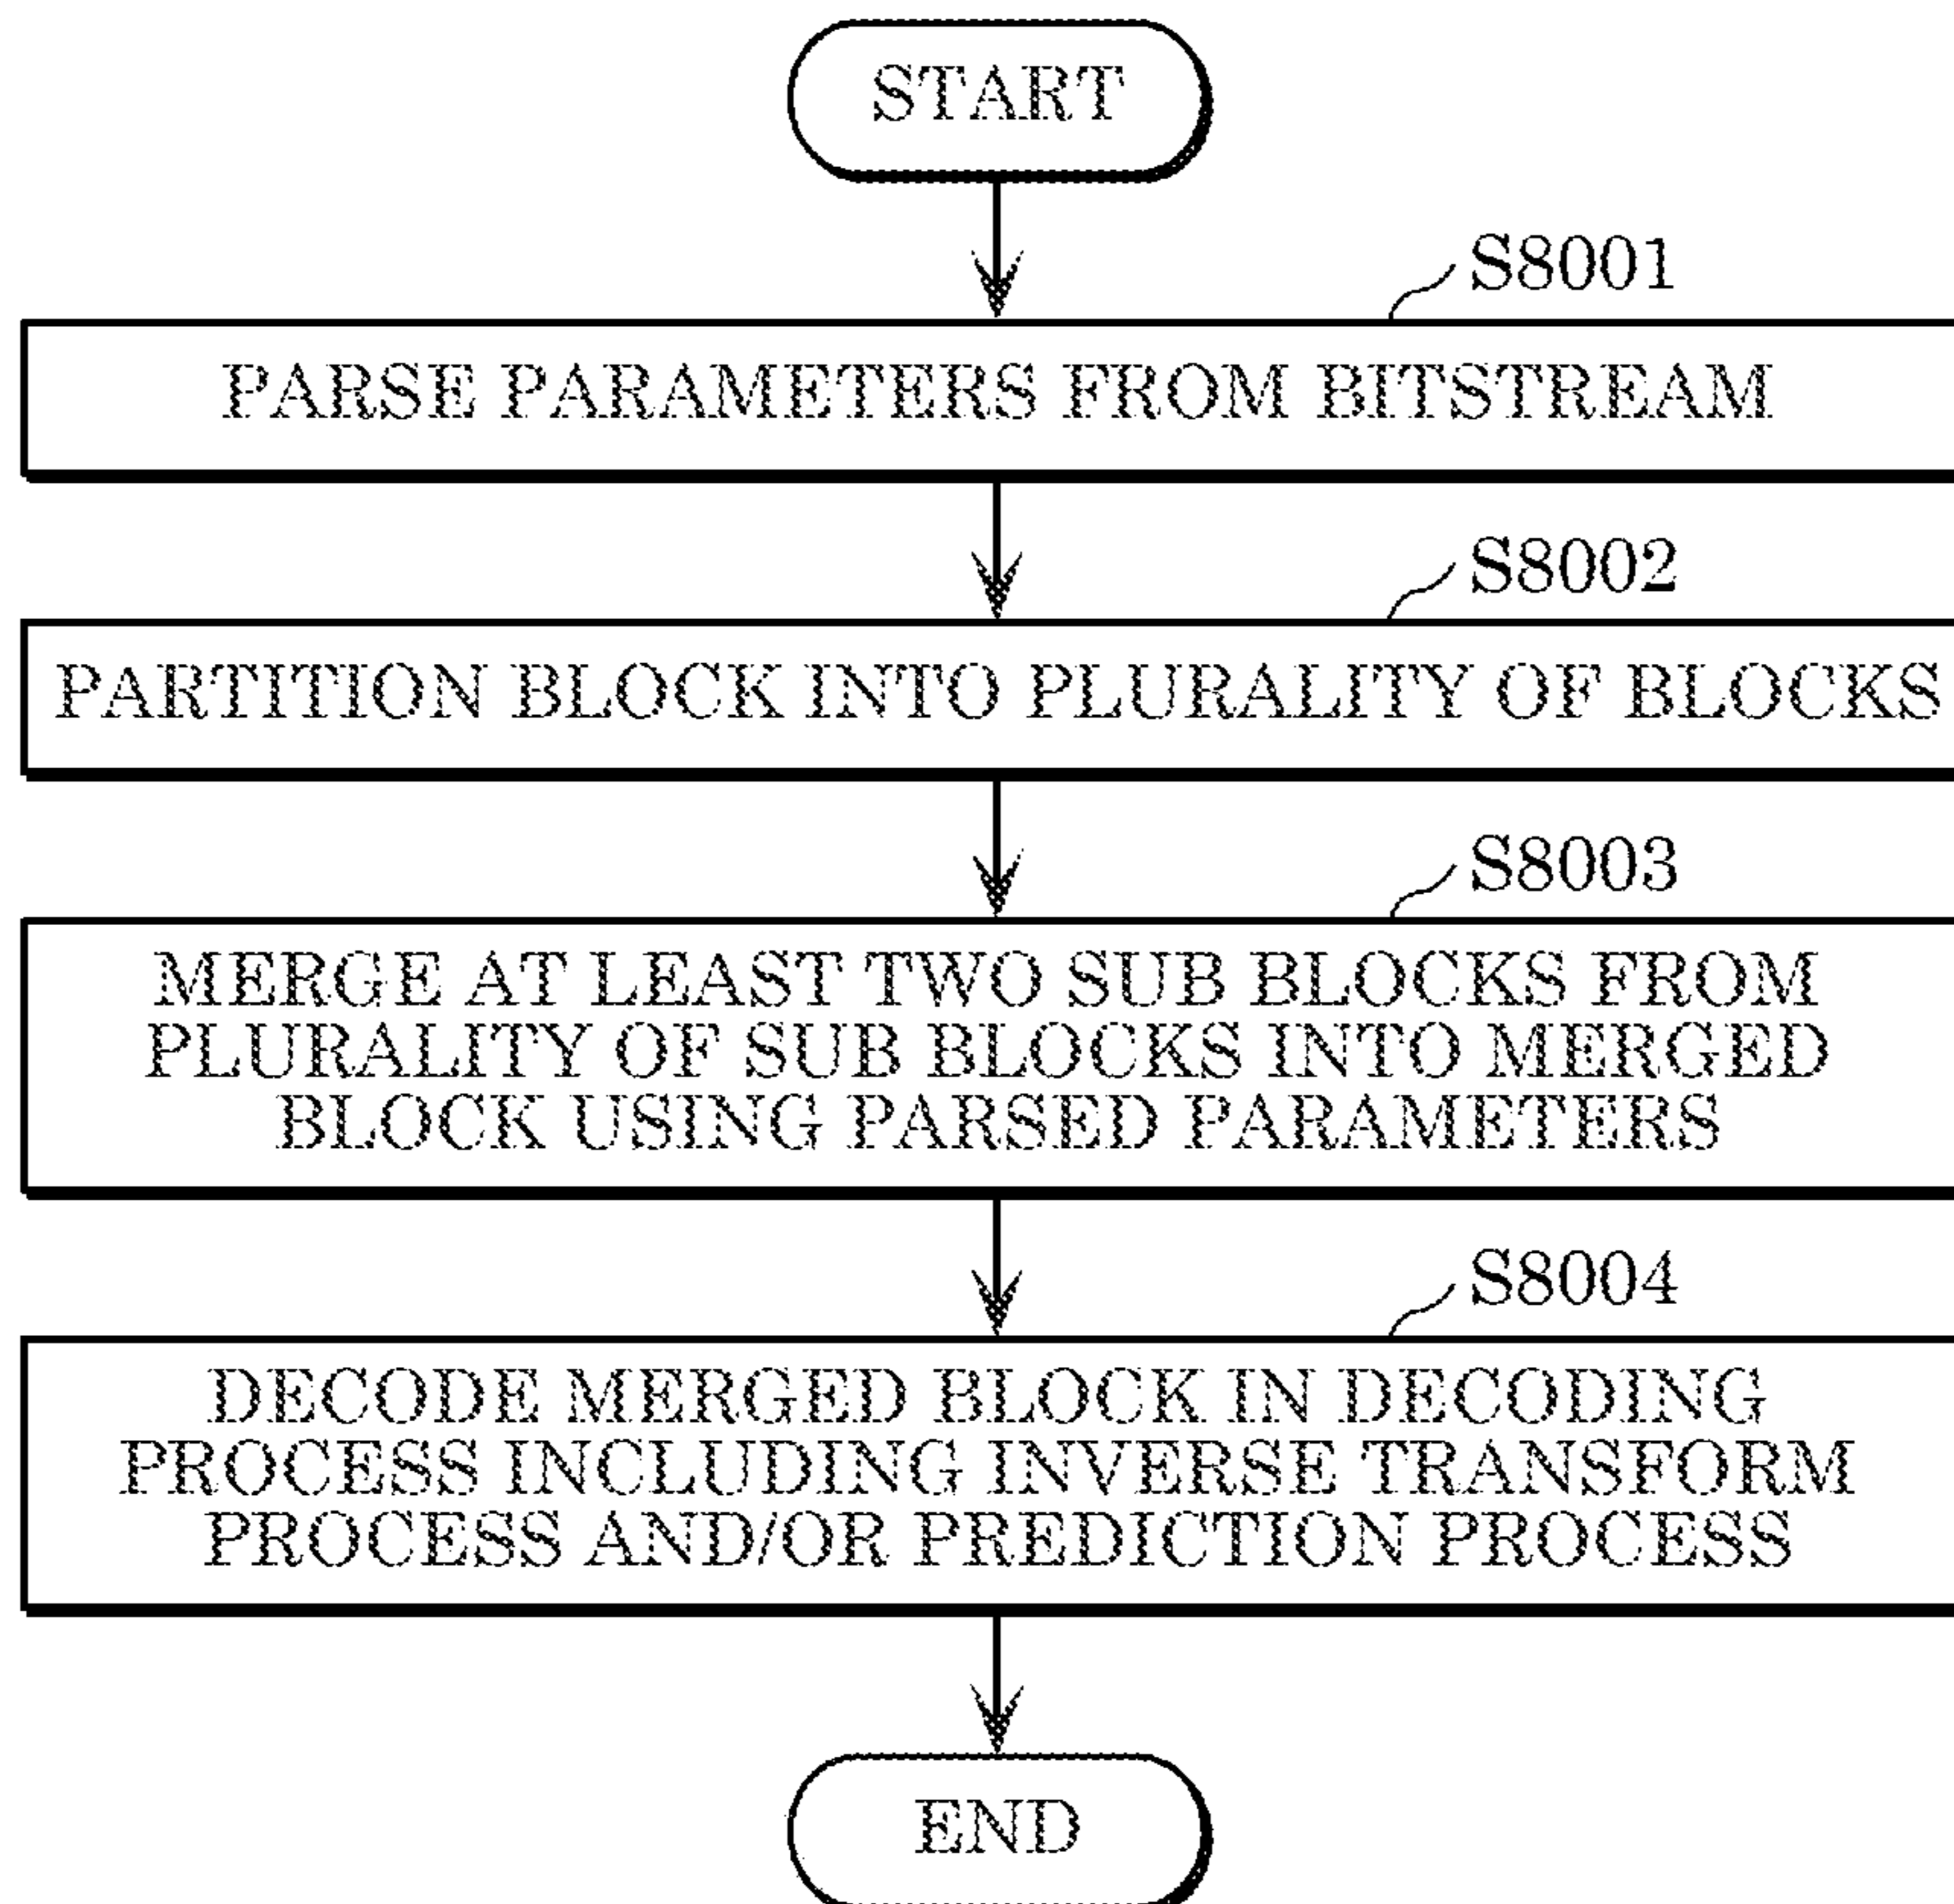 START
S8001
PARSE PARAMETERS FROM BITSTREAM
S8002
PARTITION BLOCK INTO PLURALITY OF BLOCKS
S8003
MERGE AT LEAST TWO SUB BLOCKS FROM
PLURALITY OF SUB BLOCKS INTO MERGED
BLOCK USING PARSED PARAMETERS
S8004
DECODE MERGED BLOCK IN DECODING
PROCESS INCLUDING INVERSE TRANSFORM
PROCESS AND/OR PREDICTION PROCESS
END